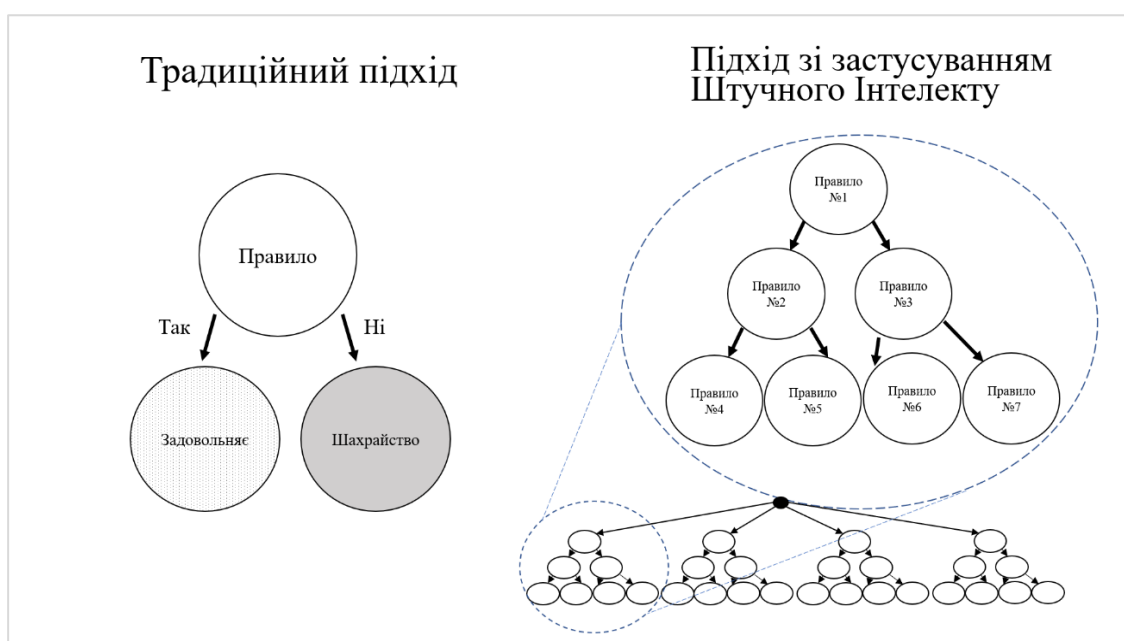 Традиційний підхід
Підхід зі застусуванням
Штучного Інтелекту
Правило
Так
Ні
Задовольняє
Шахрайство
Правило
№1
Правило
№2
Правило
№3
Правило
№4
Правило
№5
Правило
№6
Правило
№7